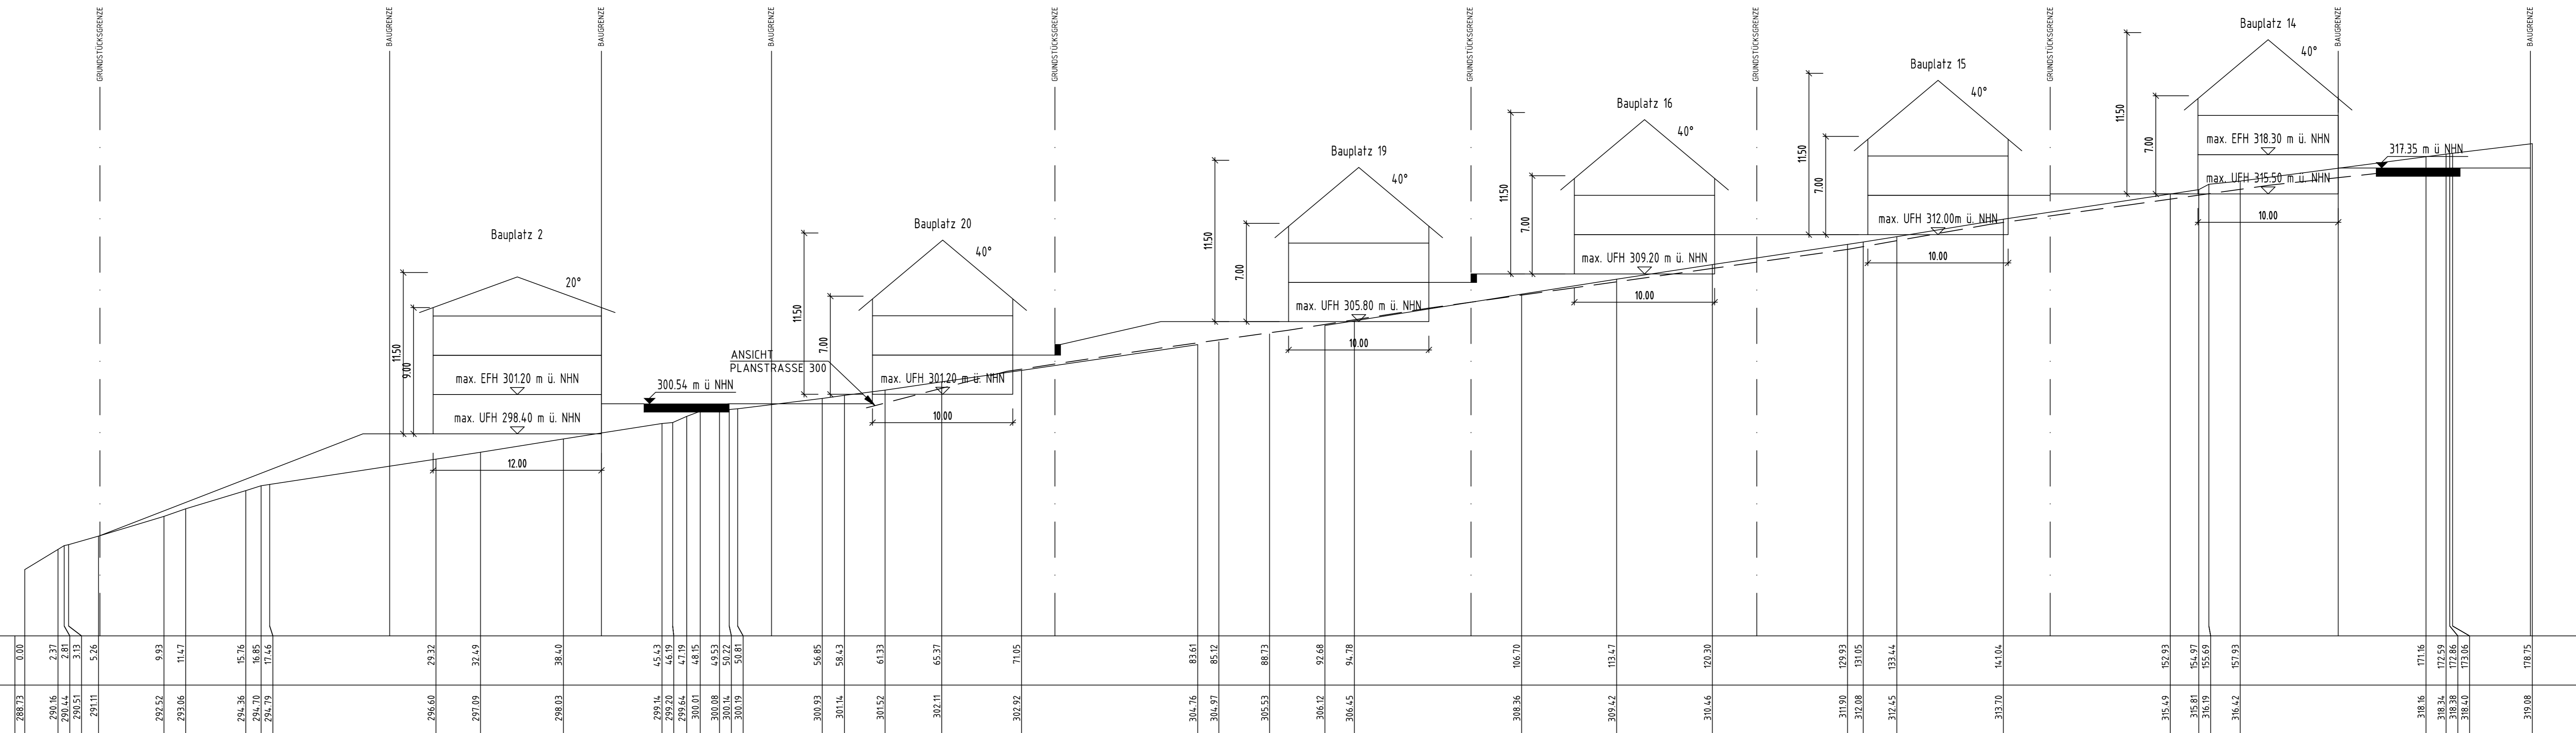 GRUNDSTÜCKSGRENZE
BAUGRENZE
BAUGRENZE
BAUGRENZE
GRUNDSTÜCKSGRENZE
GRUNDSTÜCKSGRENZE
GRUNDSTÜCKSGRENZE
GRUNDSTÜCKSGRENZE
BAUGRENZE
BAUGRENZE
Bauplatz 2
20°
11.50
9.00
max. EFH 301.20 m ü. NHN
max. UFH 298.40 m ü. NHN
12.00
300.54 m ü NHN
ANSICHT
PLANSTRASSE 300
Bauplatz 20
40°
11.50
7.00
max. UFH 301.20 m ü. NHN
10.00
Bauplatz 19
40°
11.50
7.00
max. UFH 305.80 m ü. NHN
10.00
Bauplatz 16
40°
11.50
7.00
max. UFH 309.20 m ü. NHN
10.00
Bauplatz 15
40°
11.50
7.00
max. UFH 312.00m ü. NHN
10.00
Bauplatz 14
40°
11.50
7.00
max. EFH 318.30 m ü. NHN
max. UFH 315.50 m ü. NHN
10.00
317.35 m ü NHN
0.00 2.37 2.81 3.13 5.26 9.93 11.47 15.76 16.85 17.46 29.32 32.49 38.40 45.43 46.19 47.19 48.15 49.53 50.22 50.81 56.85 58.43 61.33 65.37 71.05 83.61 85.12 88.73 92.68 94.78 106.70 113.47 120.30 129.93 131.05 133.44 141.04 152.93 154.97 155.69 157.93 171.16 172.59 172.86 173.06 178.75
288.73 290.16 290.44 290.51 291.11 292.52 293.06 294.36 294.70 294.79 296.60 297.09 298.03 299.14 299.20 299.64 300.01 300.08 300.14 300.19 300.93 301.14 301.52 302.11 302.92 304.76 304.97 305.53 306.12 306.45 308.36 309.42 310.46 311.90 312.08 312.45 313.70 315.49 315.81 316.19 316.42 318.16 318.34 318.38 318.40 319.08